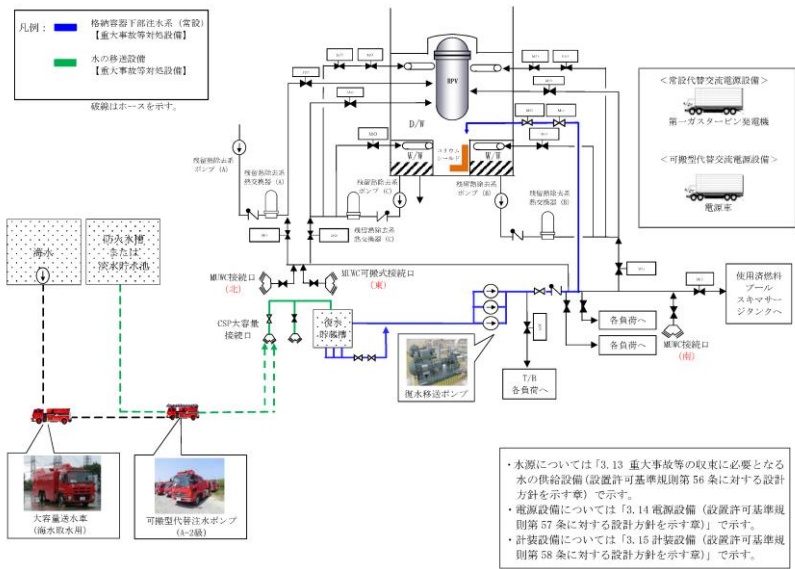 凡例：
格納容器下部注水系（常設）
【重大事故等対処設備】
水の移送設備
【重大事故等対処設備】
破線はホースを示す。
RPV
D/W
W/W
コリウム
シールド
W/W
＜常設代替交流電源設備＞
第一ガスタービン発電機
＜可搬型代替交流電源設備＞
電源車
残留熱除去系
ポンプ (A)
残留熱除去系
熱交換器 (A)
残留熱除去系
ポンプ (C)
残留熱除去系
熱交換器 (C)
残留熱除去系
ポンプ (B)
残留熱除去系
熱交換器 (B)
海水
防火水槽
または
淡水貯水池
MUWC接続口
(北)
MUWC可搬式接続口
(東)
CSP大容量
接続口
復水
貯蔵槽
復水移送ポンプ
T/B
各負荷へ
各負荷へ
各負荷へ
MUWC接続口
(南)
使用済燃料
プール
スキマサー
ジタンクへ
大容量送水車
(海水取水用)
可搬型代替注水ポンプ
(A-2級)
・水源については「3.13 重大事故等の収束に必要となる
水の供給設備（設置許可基準規則第 56 条に対する設計
方針を示す章）で示す。
・電源設備については「3.14 電源設備（設置許可基準規
則第 57 条に対する設計方針を示す章）」で示す。
・計装設備については「3.15 計装設備（設置許可基準規
則第 58 条に対する設計方針を示す章）」で示す。